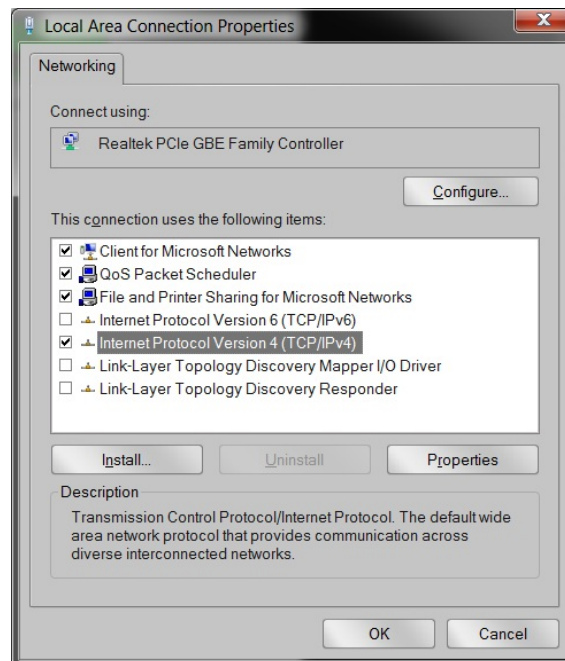 Local Area Connection Properties
Networking
Connect using:
Realtek PCIe GBE Family Controller
Configure...
This connection uses the following items:
Client for Microsoft Networks
QoS Packet Scheduler
File and Printer Sharing for Microsoft Networks
Internet Protocol Version 6 (TCP/IPv6)
Internet Protocol Version 4 (TCP/IPv4)
Link-Layer Topology Discovery Mapper I/O Driver
Link-Layer Topology Discovery Responder
Install...
Uninstall
Properties
Description
Transmission Control Protocol/Internet Protocol. The default wide
area network protocol that provides communication across
diverse interconnected networks.
OK
Cancel